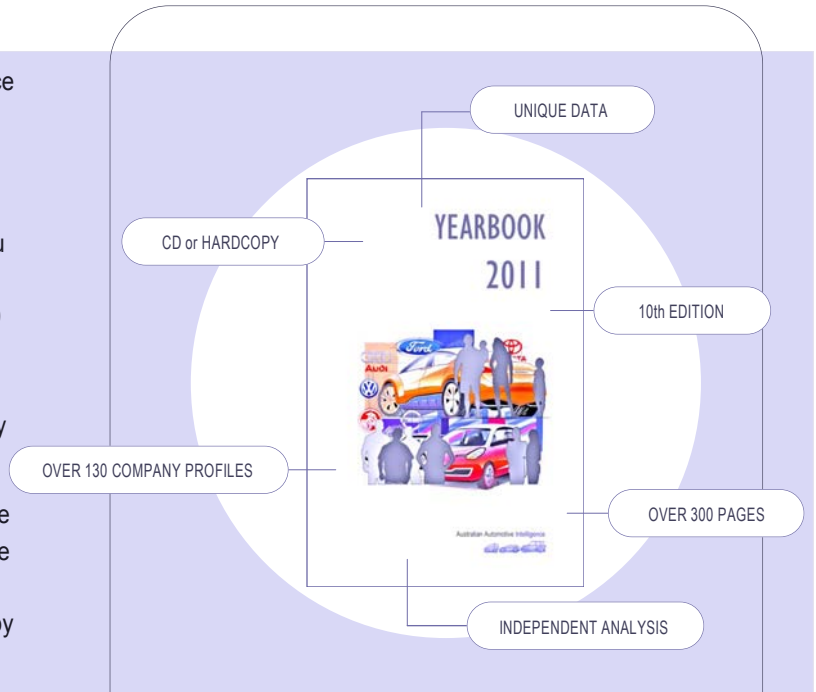 UNIQUE DATA
YEARBOOK
2011
CD or HARDCOPY
10th EDITION
Ford
AUDI
OVER 130 COMPANY PROFILES
OVER 300 PAGES
Australian Automotive Intelligence
INDEPENDENT ANALYSIS